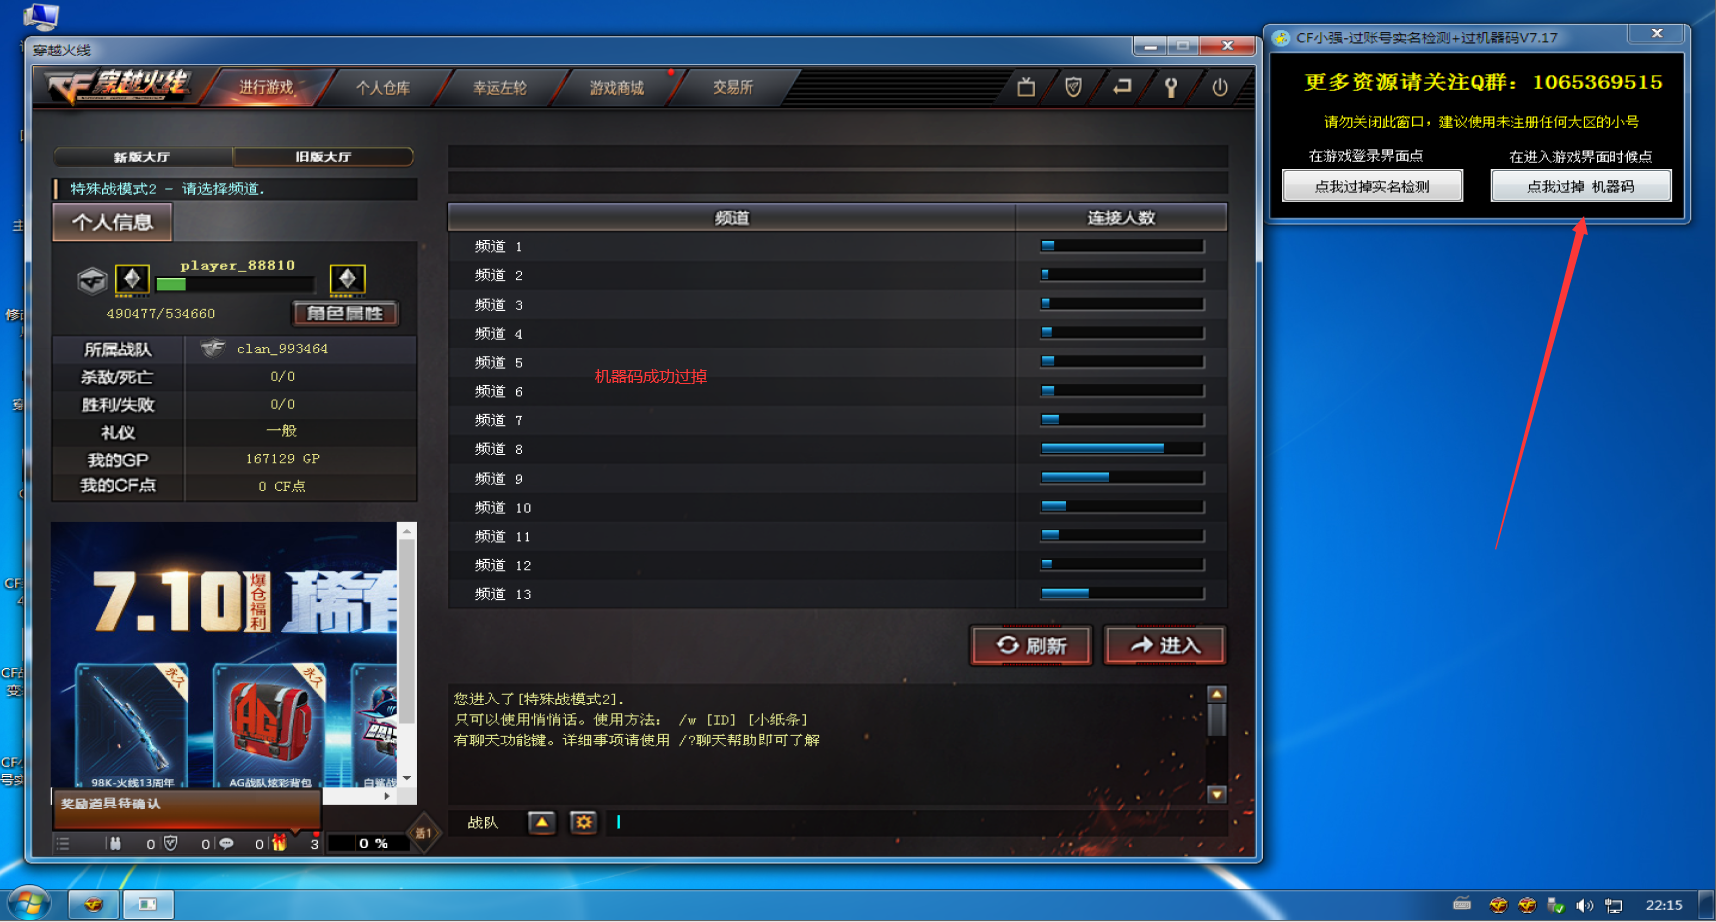 穿越火线
穿越火线
进行游戏
个人仓库
幸运左轮
游戏商城
交易所
新版大厅
旧版大厅
特殊战模式2 - 请选择频道.
个人信息
player_88810
490477/534660
角色属性
所属战队 clan_993464
杀敌/死亡 0/0
胜利/失败 0/0
礼仪 一般
我的GP 167129 GP
我的CF点 0 CF点
7.10
爆仓福利
稀有
永久
永久
98K-火线13周年
AG战队炫彩背包
白鲨战
奖励道具待确认
0
0
0
3
0 %
活1
频道 连接人数
频道 1
频道 2
频道 3
频道 4
频道 5
频道 6
频道 7
频道 8
频道 9
频道 10
频道 11
频道 12
频道 13
机器码成功过掉
刷新
进入
您进入了[特殊战模式2].
只可以使用悄悄话。使用方法： /w [ID] [小纸条]
有聊天功能键。详细事项请使用 /?聊天帮助即可了解
战队
CF小强-过账号实名检测+过机器码V7.17
更多资源请关注Q群：1065369515
请勿关闭此窗口，建议使用未注册任何大区的小号
在游戏登录界面点
在进入游戏界面时候点
点我过掉实名检测
点我过掉 机器码
22:15